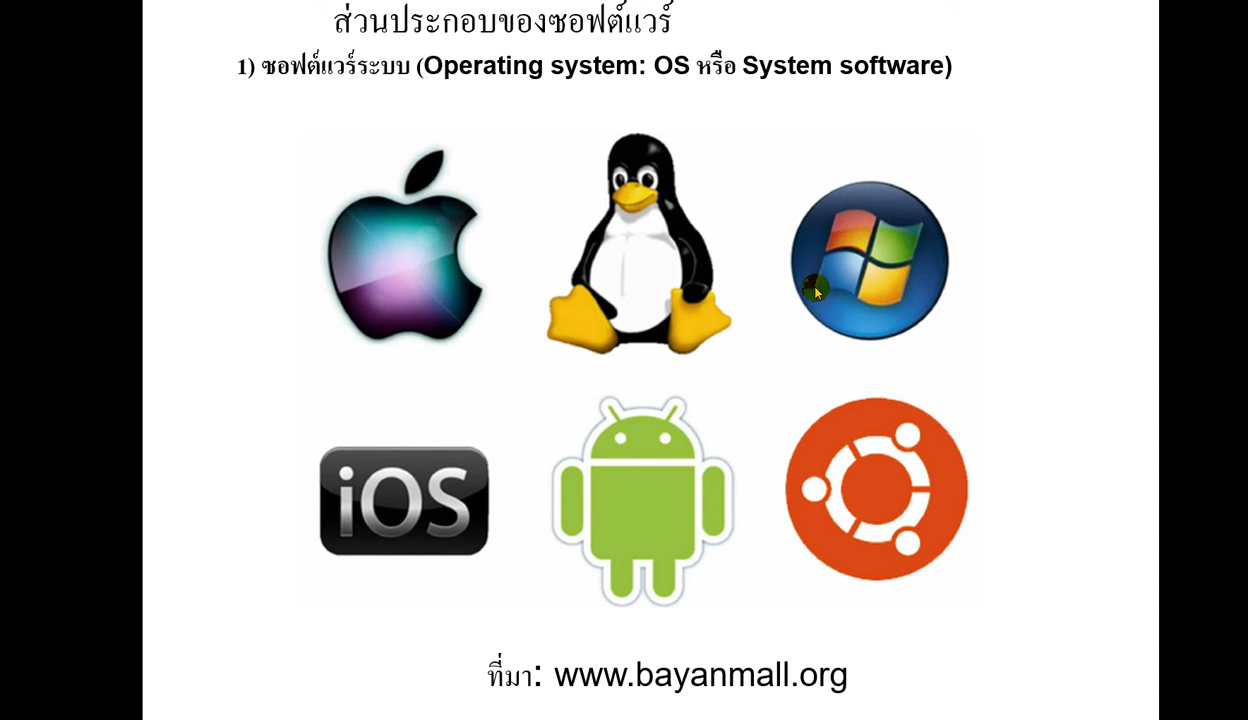 ส่วนประกอบของซอฟต์แวร์
1) ซอฟต์แวร์ระบบ (Operating system: OS หรือ System software)
iOS
ที่มา: www.bayanmall.org